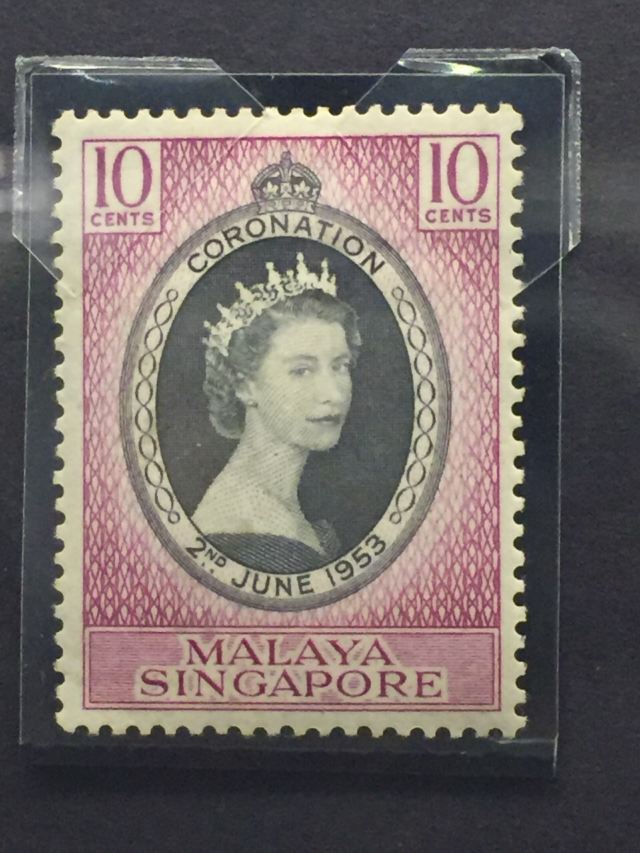 10
CENTS
10
CENTS
CORONATION
2ND JUNE 1953
MALAYA
SINGAPORE